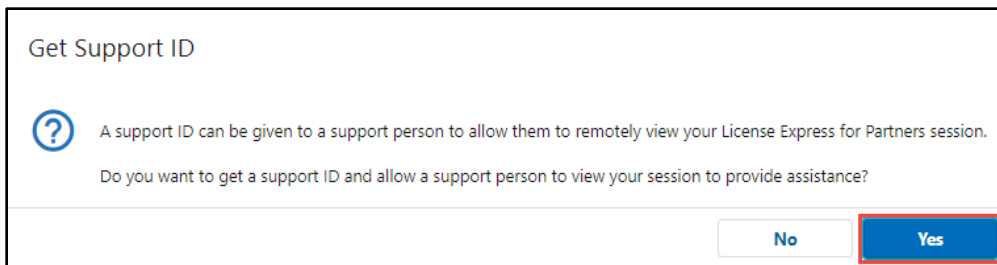 Get Support ID
A support ID can be given to a support person to allow them to remotely view your License Express for Partners session.
Do you want to get a support ID and allow a support person to view your session to provide assistance?
No Yes